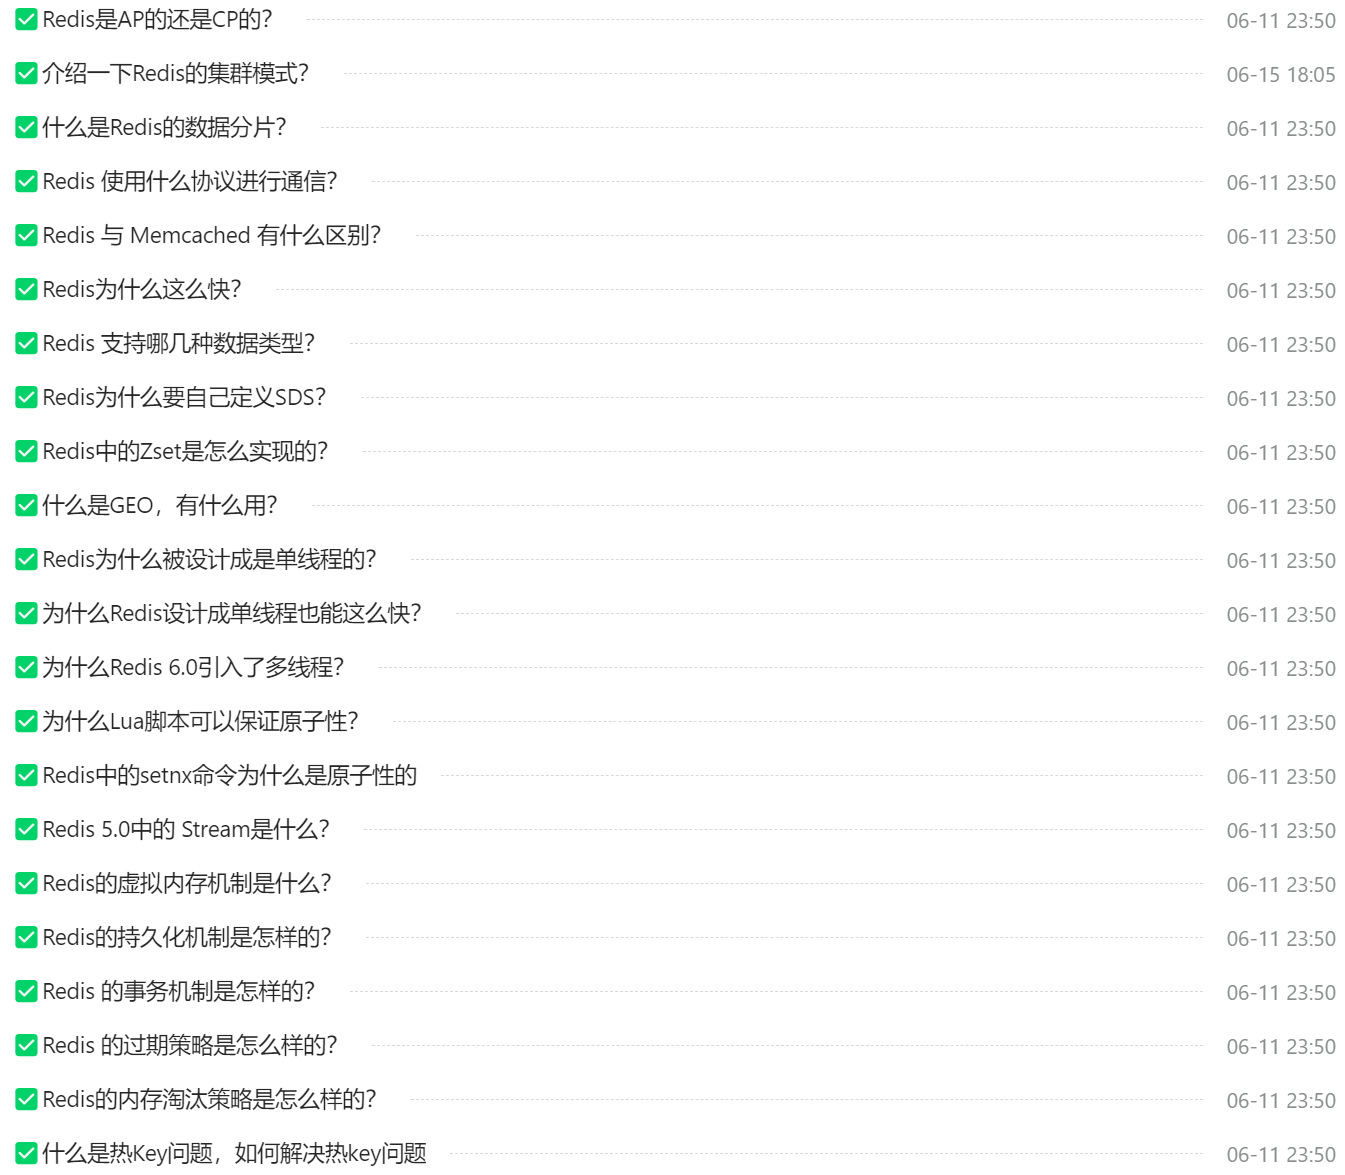 Redis是AP的还是CP的？ 06-11 23:50
介绍一下Redis的集群模式？ 06-15 18:05
什么是Redis的数据分片？ 06-11 23:50
Redis 使用什么协议进行通信？ 06-11 23:50
Redis 与 Memcached 有什么区别？ 06-11 23:50
Redis为什么这么快？ 06-11 23:50
Redis 支持哪几种数据类型？ 06-11 23:50
Redis为什么要自己定义SDS？ 06-11 23:50
Redis中的Zset是怎么实现的？ 06-11 23:50
什么是GEO，有什么用？ 06-11 23:50
Redis为什么被设计成是单线程的？ 06-11 23:50
为什么Redis设计成单线程也能这么快？ 06-11 23:50
为什么Redis 6.0引入了多线程？ 06-11 23:50
为什么Lua脚本可以保证原子性？ 06-11 23:50
Redis中的setnx命令为什么是原子性的 06-11 23:50
Redis 5.0中的 Stream是什么？ 06-11 23:50
Redis的虚拟内存机制是什么？ 06-11 23:50
Redis的持久化机制是怎样的？ 06-11 23:50
Redis 的事务机制是怎样的？ 06-11 23:50
Redis 的过期策略是怎么样的？ 06-11 23:50
Redis的内存淘汰策略是怎么样的？ 06-11 23:50
什么是热Key问题，如何解决热key问题 06-11 23:50